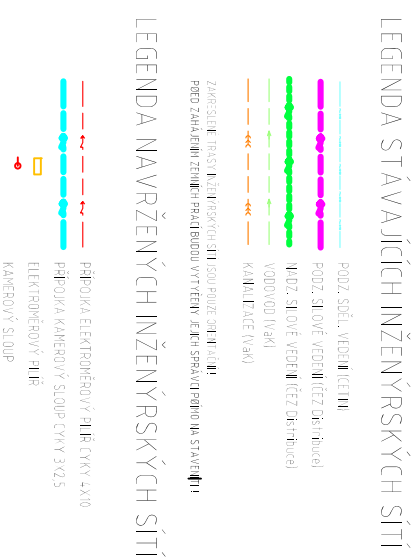 LEGENDA STÁVAJÍCÍCH INŽENÝRSKÝCH SÍTÍ
PODZ. SDĚL. VEDENÍ (CETIN)
PODZ. SILOVÉ VEDENÍ (ČEZ Distribuce)
NADZ. SILOVÉ VEDENÍ (ČEZ Distribuce)
VODOVOD (VaK)
KANALIZACE (VaK)
ZAKRESLENÉ TRASY INŽENÝRSKÝCH SÍTÍ JSOU POUZE ORIENTAČNÍ!!
PŘED ZAHÁJENÍM ZEMNÍCH PRACÍ BUDOU VYTYČENY JEJICH SPRÁVCI PŘÍMO NA STAVENIŠTI!!
LEGENDA NAVRŽENÝCH INŽENÝRSKÝCH SÍTÍ
PŘÍPOJKA ELEKTROMĚROVÝ PILÍŘ CYKY 4X10
PŘÍPOJKA KAMEROVÝ SLOUP CYKY 3Y2,5
ELEKTROMĚROVÝ PILÍŘ
KAMEROVÝ SLOUP